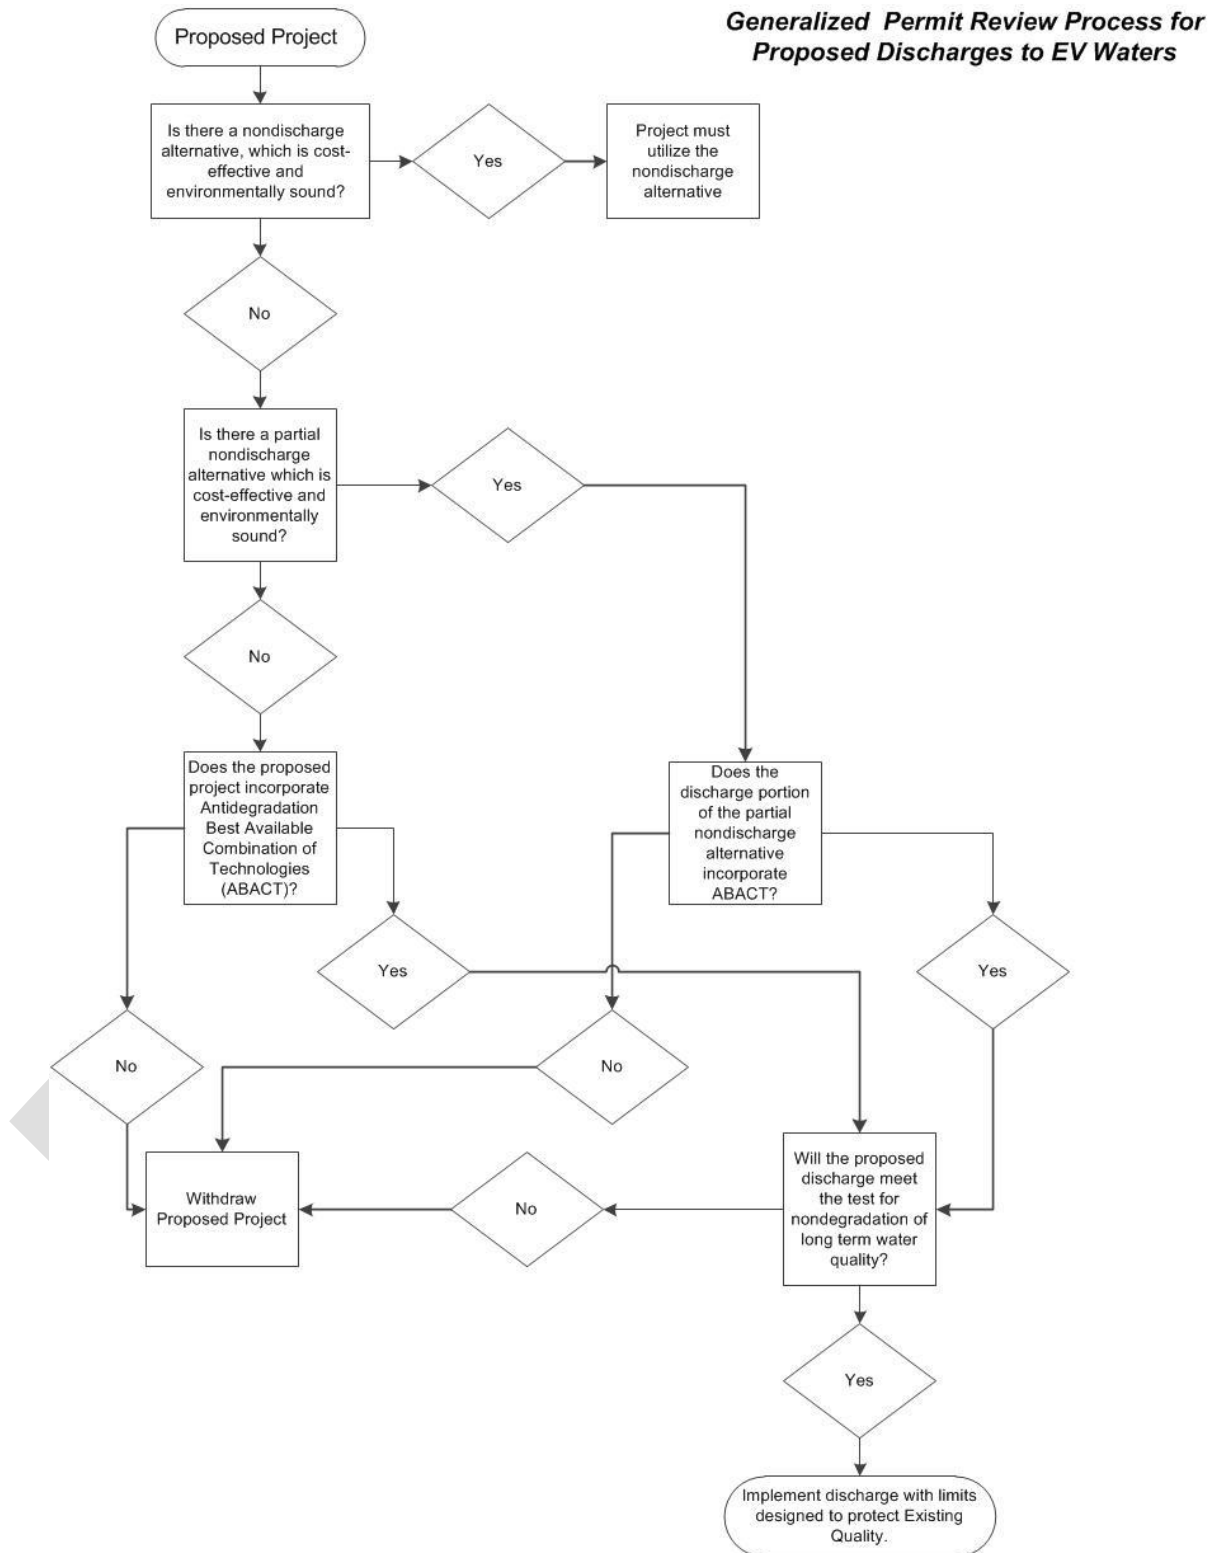 Generalized Permit Review Process for
Proposed Discharges to EV Waters
Proposed Project
Is there a nondischarge
alternative, which is cost-
effective and
environmentally sound?
Yes
Project must
utilize the
nondischarge
alternative
No
Is there a partial
nondischarge
alternative which is
cost-effective and
environmentally
sound?
Yes
No
Does the proposed
project incorporate
Antidegradation
Best Available
Combination of
Technologies
(ABACT)?
Does the
discharge portion
of the partial
nondischarge
alternative
incorporate
ABACT?
Yes
Yes
No
No
Withdraw
Proposed Project
No
Will the proposed
discharge meet
the test for
nondegradation of
long term water
quality?
Yes
Implement discharge with limits
designed to protect Existing
Quality.